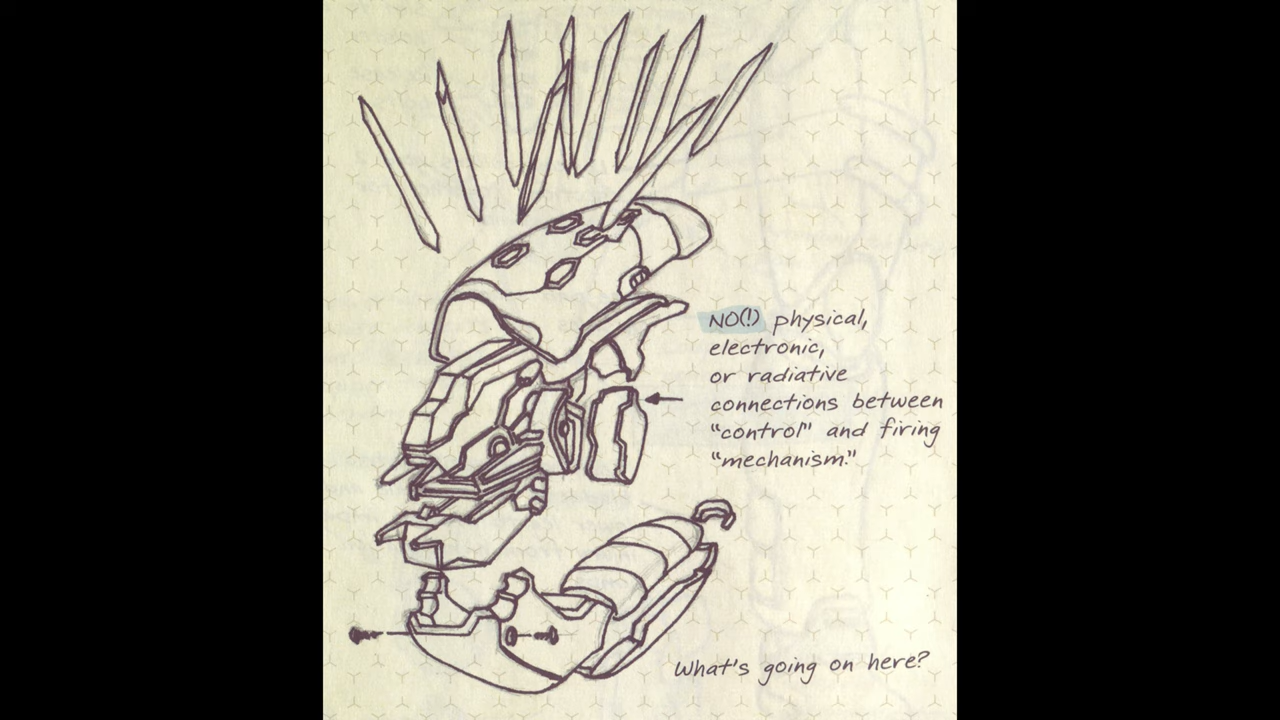 NO(!) physical,
electronic,
or radiative
connections between
"control" and firing
"mechanism."
What's going on here?